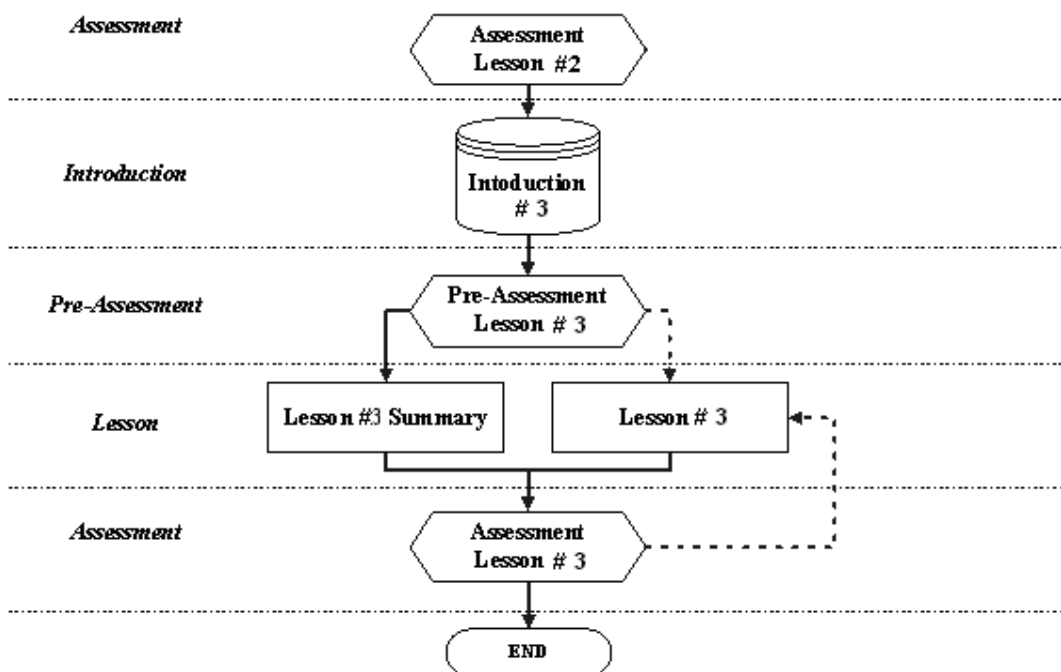 Assessment
Assessment
Lesson #2
Introduction
Intoduction
# 3
Pre-Assessment
Pre-Assessment
Lesson # 3
Lesson
Lesson #3 Summary
Lesson # 3
Assessment
Assessment
Lesson # 3
END